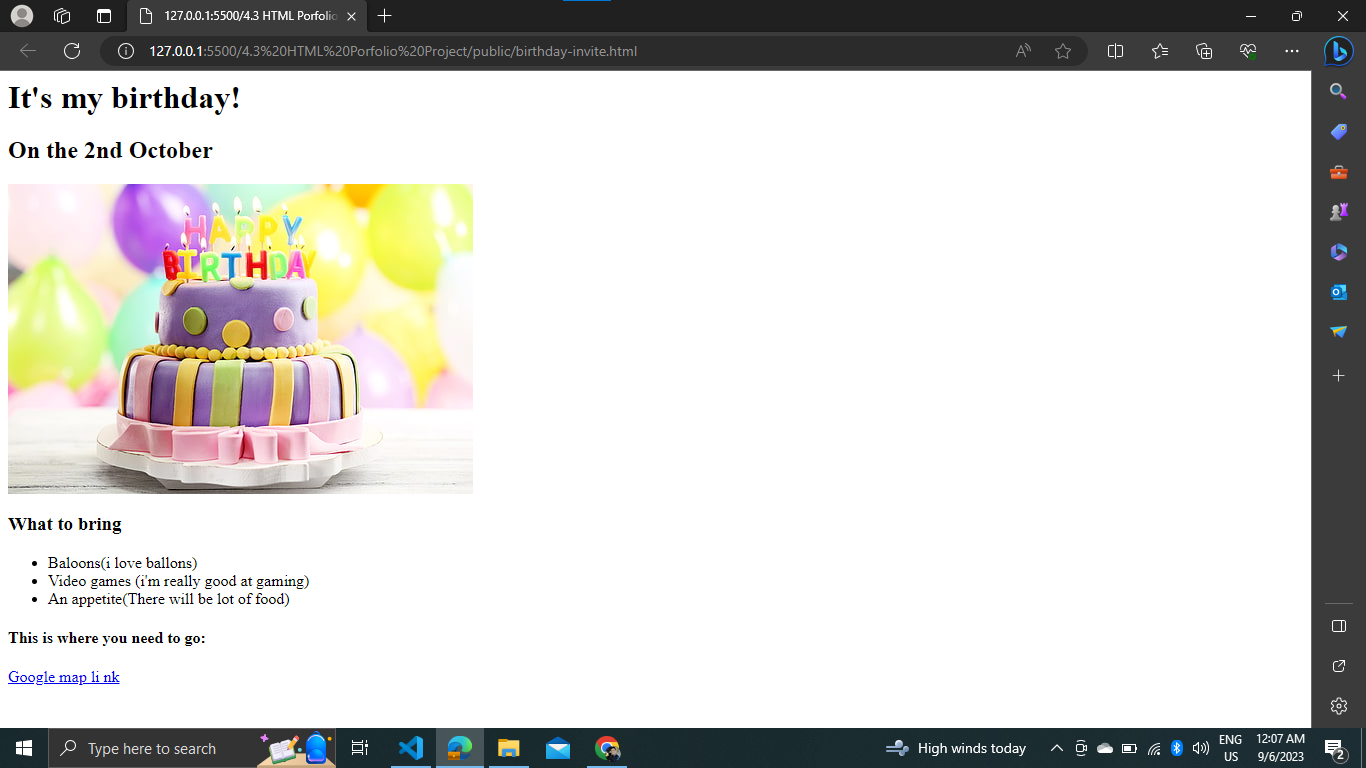 127.0.0.1:5500/4.3 HTML Porfolio
127.0.0.1:5500/4.3%20HTML%20Porfolio%20Project/public/birthday-invite.html
It's my birthday!
On the 2nd October
HAPPY
BIRTHDAY
What to bring
Baloons(i love ballons)
Video games (i'm really good at gaming)
An appetite(There will be lot of food)
This is where you need to go:
Google map li nk
Type here to search
High winds today
ENG
US
12:07 AM
9/6/2023
2